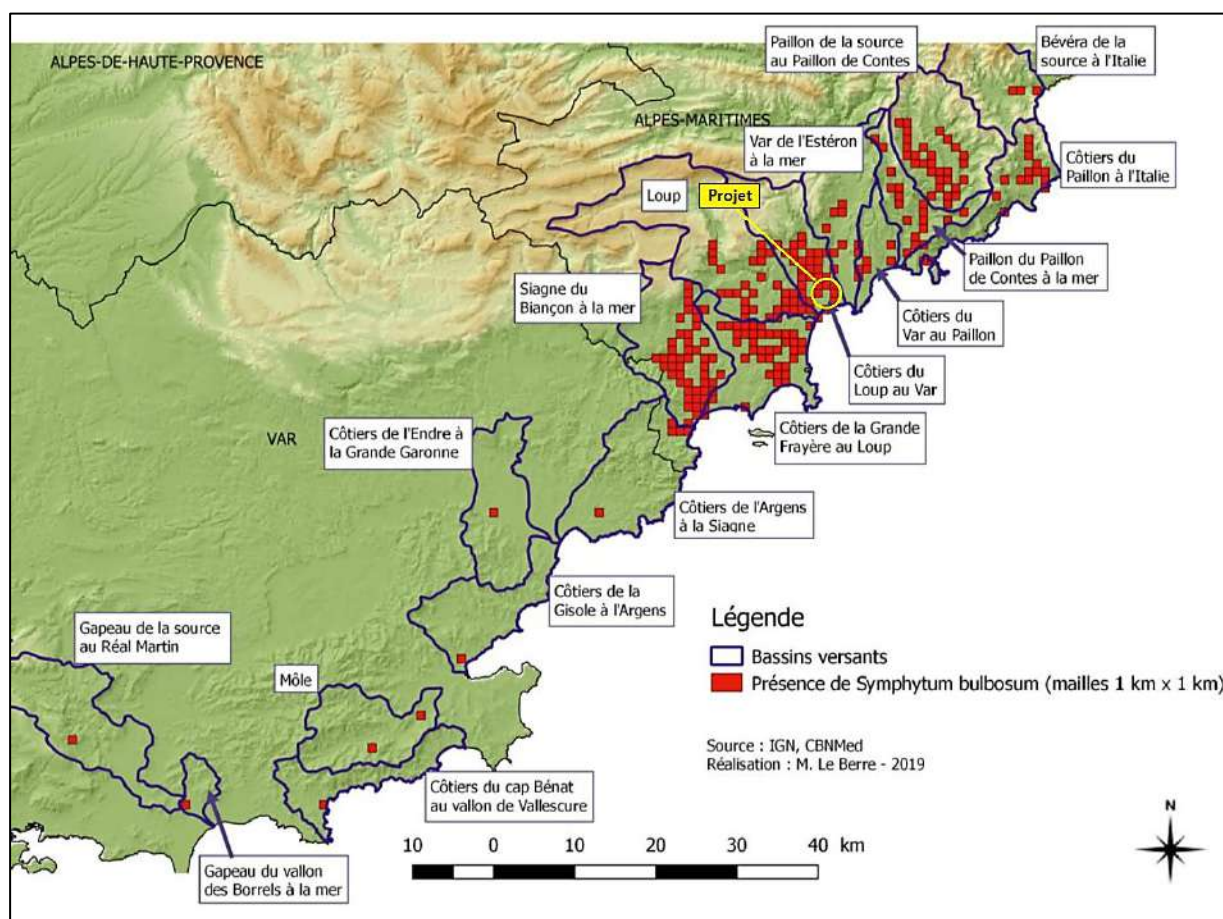 ALPES-DE-HAUTE-PROVENCE
Paillon de la source
au Paillon de Contes
Bévéra de la
source à l'Italie
ALPES-MARITIMES
Var de l'Estéron
à la mer
Côtiers du
Paillon à l'Italie
Loup
Projet
Siagne du
Biançon à la mer
Paillon du Paillon
de Contes à la mer
Côtiers du
Var au Paillon
Côtiers du
Loup au Var
VAR
Côtiers de l'Endre à
la Grande Garonne
Côtiers de la Grande
Frayère au Loup
Côtiers de l'Argens
à la Siagne
Côtiers de la
Gisole à l'Argens
Gapeau de la source
au Réal Martin
Môle
Côtiers du cap Bénat
au vallon de Vallescure
Gapeau du vallon
des Borrels à la mer
Légende
Bassins versants
Présence de Symphytum bulbosum (mailles 1 km x 1 km)
Source : IGN, CBNMed
Réalisation : M. Le Berre - 2019
N
10 0 10 20 30 40 km